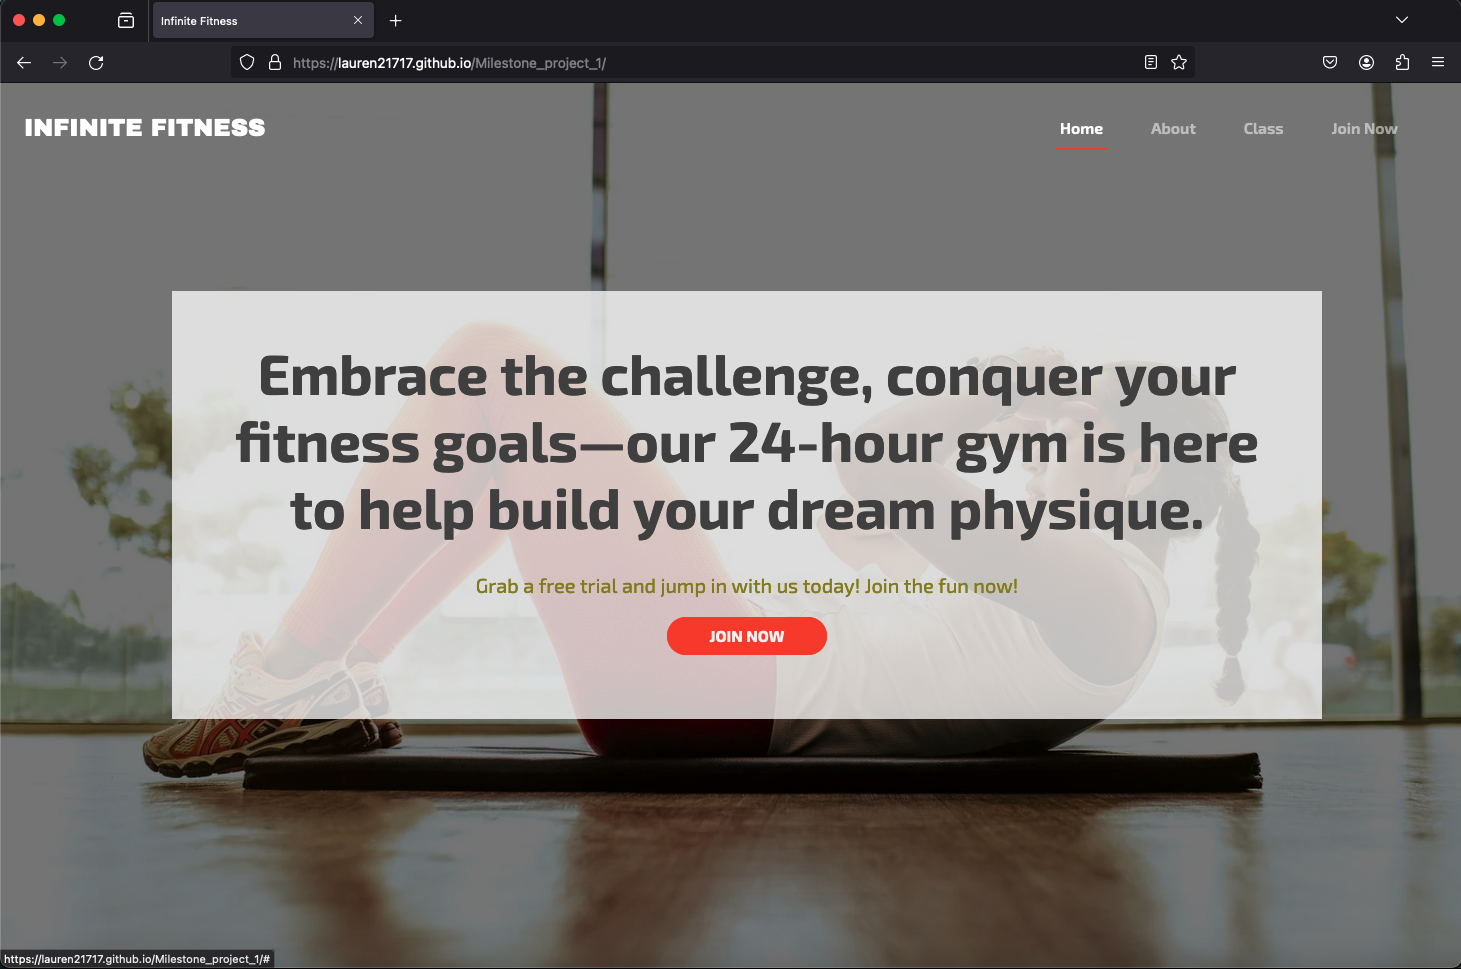 Infinite Fitness
https://lauren21717.github.io/Milestone_project_1/
INFINITE FITNESS
Home About Class Join Now
Embrace the challenge, conquer your
fitness goals—our 24-hour gym is here
to help build your dream physique.
Grab a free trial and jump in with us today! Join the fun now!
JOIN NOW
https://lauren21717.github.io/Milestone_project_1/#